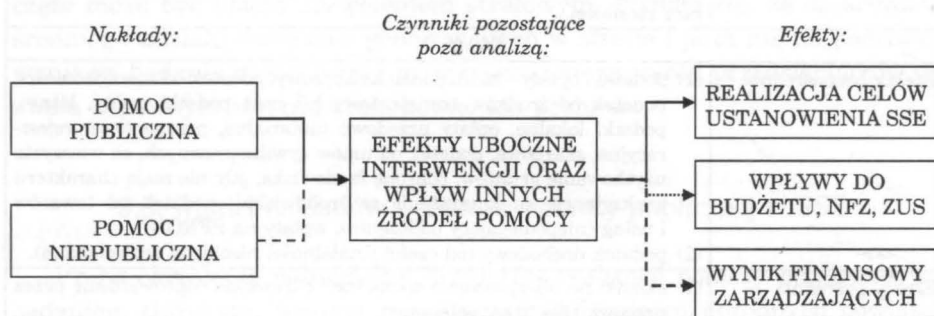 Nakłady:
Czynniki pozostające
poza analizą:
Efekty:
POMOC
PUBLICZNA
POMOC
NIEPUBLICZNA
EFEKTY UBOCZNE
INTERWENCJI ORAZ
WPŁYW INNYCH
ŹRÓDEŁ POMOCY
REALIZACJA CELÓW
USTANOWIENIA SSE
WPŁYWY DO
BUDŻETU, NFZ, ZUS
WYNIK FINANSOWY
ZARZĄDZAJĄCYCH